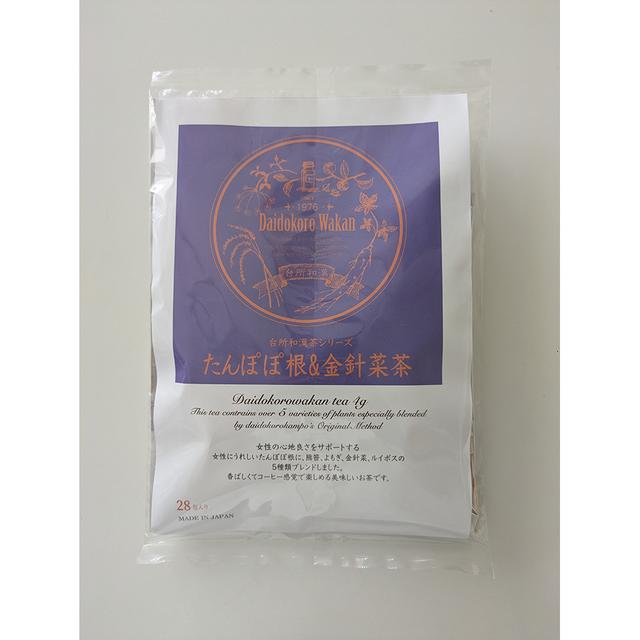 1976
Daidokoro Wakan
台所和漢
台所和漢茶シリーズ
たんぽぽ根&金針菜茶
Daidokorowakan tea 4g
This tea contrains over 5 varieties of plants especially blended
by daidokorokampo's Original Method
女性の心地良さをサポートする
女性にうれしいたんぽぽ根に、熊笹、よもぎ、金針菜、ルイボスの
5種類ブレンドしました。
香ばしくてコーヒー感覚で楽しめる美味しいお茶です。
28包入り
MADE IN JAPAN